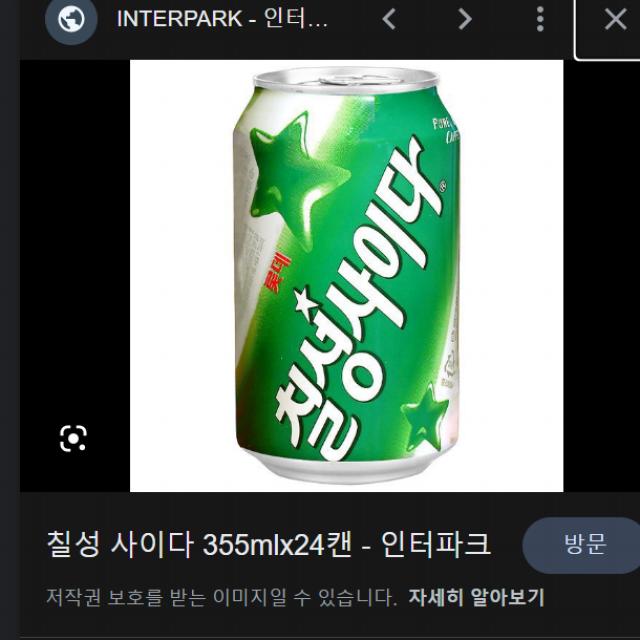 INTERPARK - 인터...
칠성사이다
롯데
칠성 사이다 355mlx24캔 - 인터파크
방문
저작권 보호를 받는 이미지일 수 있습니다. 자세히 알아보기